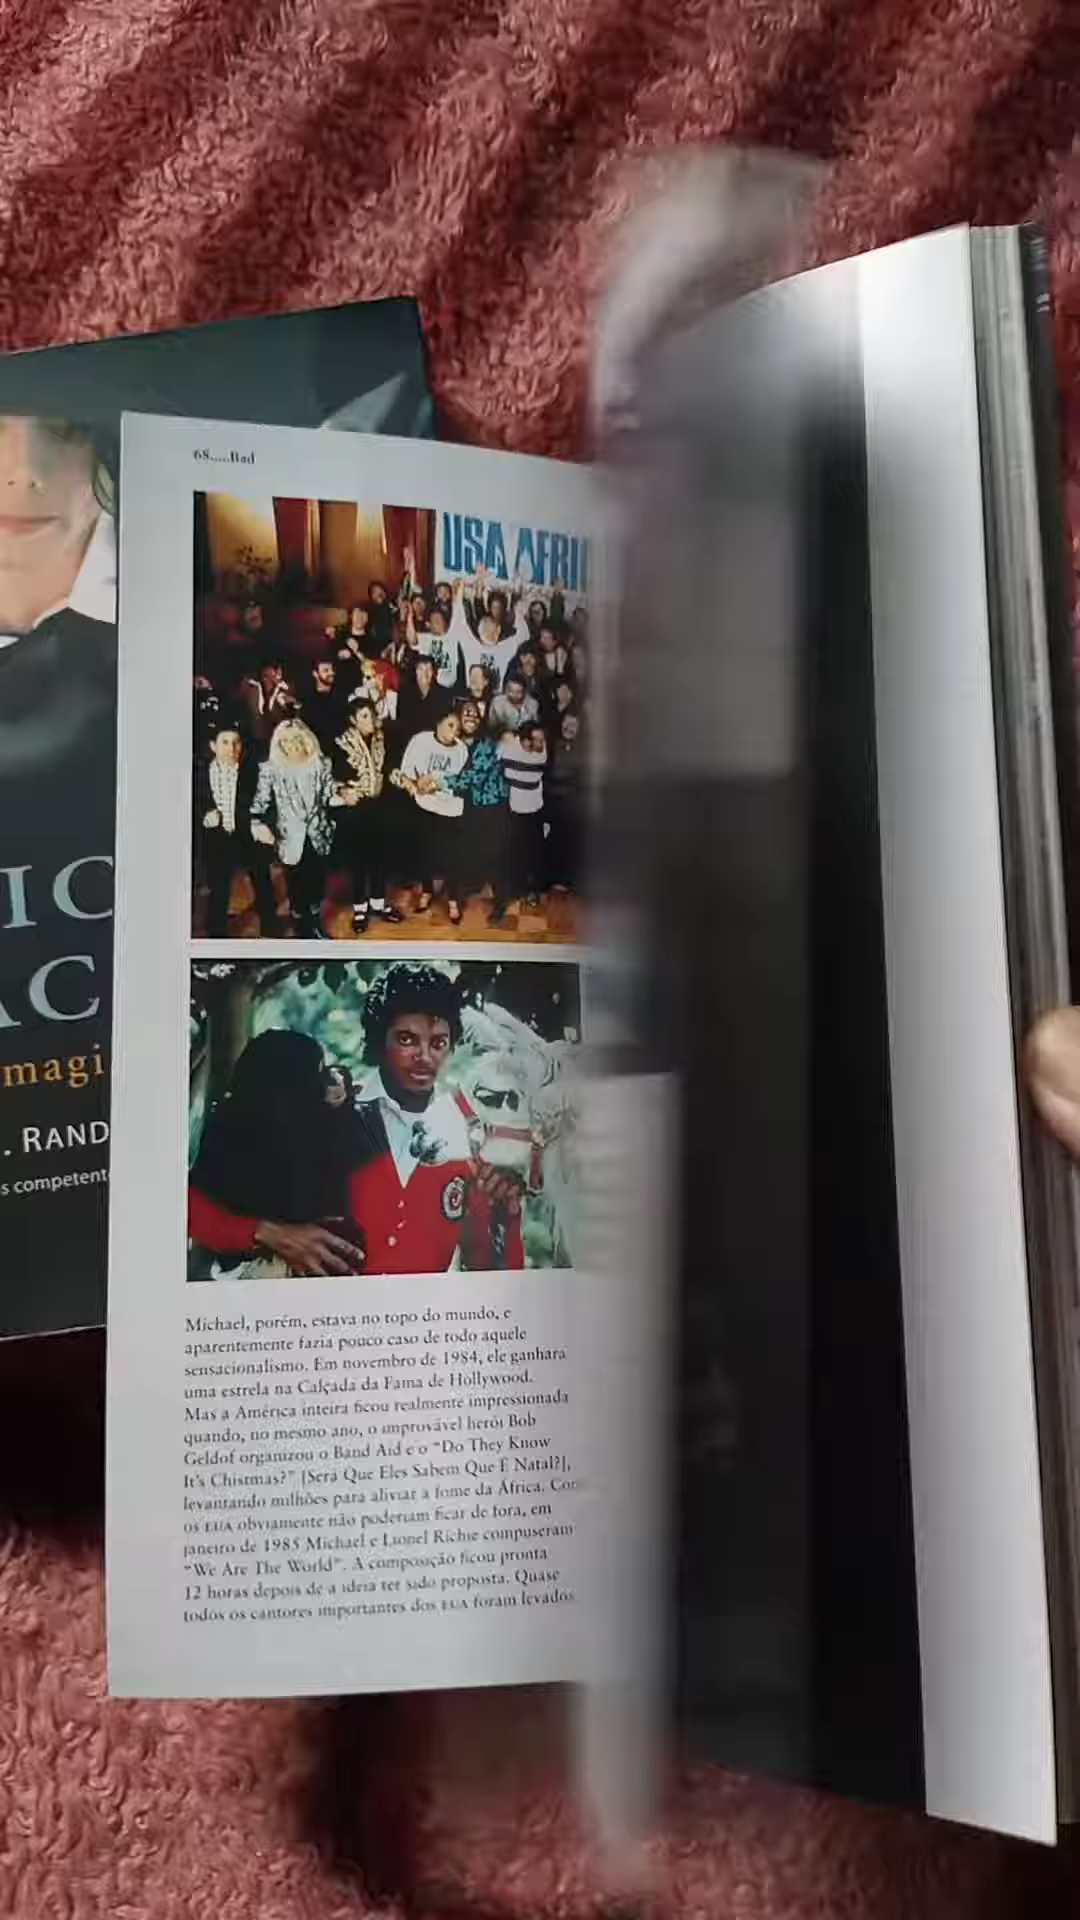 68.....Bad
USA AFRI
USA
IC
AC
magi
. RAND
s competent
Michael, porém, estava no topo do mundo, e
aparentemente fazia pouco caso de todo aquele
sensacionalismo. Em novembro de 1984, ele ganhara
uma estrela na Calçada da Fama de Hollywood.
Mas a América inteira ficou realmente impressionada
quando, no mesmo ano, o improvável herói Bob
Geldof organizou o Band Aid e o “Do They Know
It’s Chistmas?” [Será Que Eles Sabem Que É Natal?],
levantando milhões para aliviar a fome da África. Co
os EUA obviamente não poderiam ficar de fora, em
janeiro de 1985 Michael e Lionel Richie compuseram
“We Are The World”. A composição ficou pronta
12 horas depois de a ideia ter sido proposta. Quase
todos os cantores importantes dos EUA foram levados